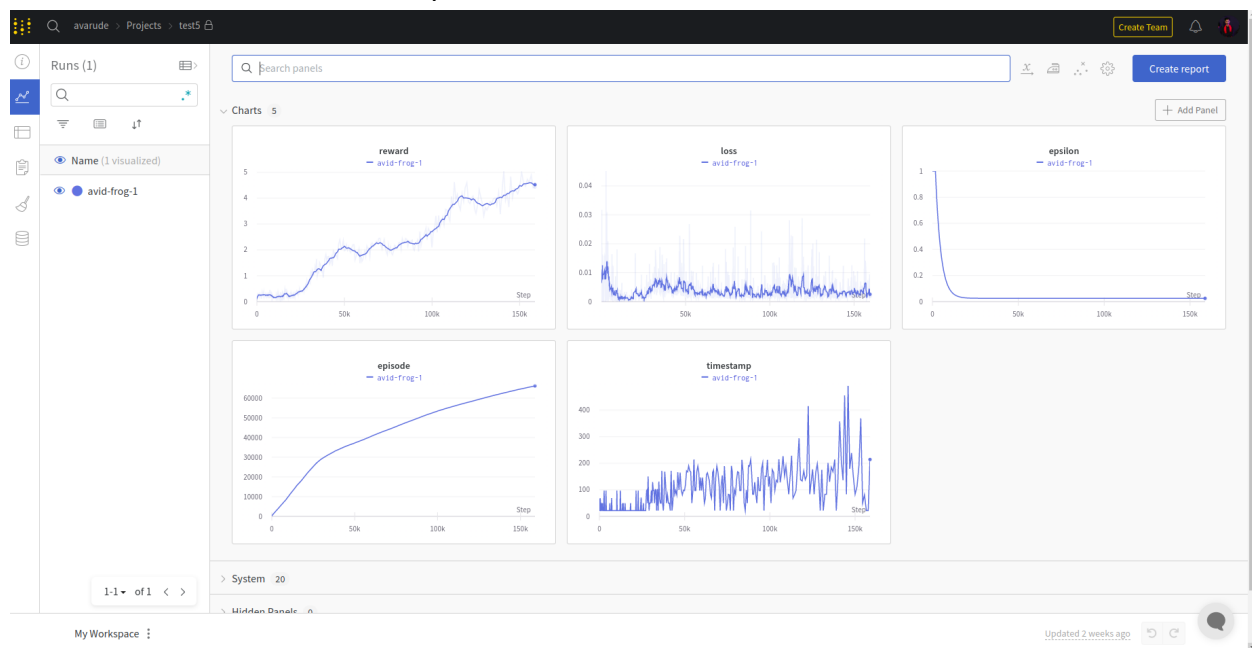 avarude > Projects > test5
Create Team
Runs (1)
Search panels
Create report
.*
Charts 5
Add Panel
Name (1 visualized)
avid-frog-1
reward
avid-frog-1
5
4
3
2
1
0
Step
0 50k 100k 150k
loss
avid-frog-1
0.04
0.03
0.02
0.01
0
Step
50k 100k 150k
epsilon
avid-frog-1
1
0.8
0.6
0.4
0.2
0
Step
0 50k 100k 150k
episode
avid-frog-1
60000
50000
40000
30000
20000
10000
0
Step
0 50k 100k 150k
timestamp
avid-frog-1
400
300
200
100
0
Step
0 50k 100k 150k
System 20
Hidden Panels 0
1-1 of 1 < >
My Workspace
Updated 2 weeks ago